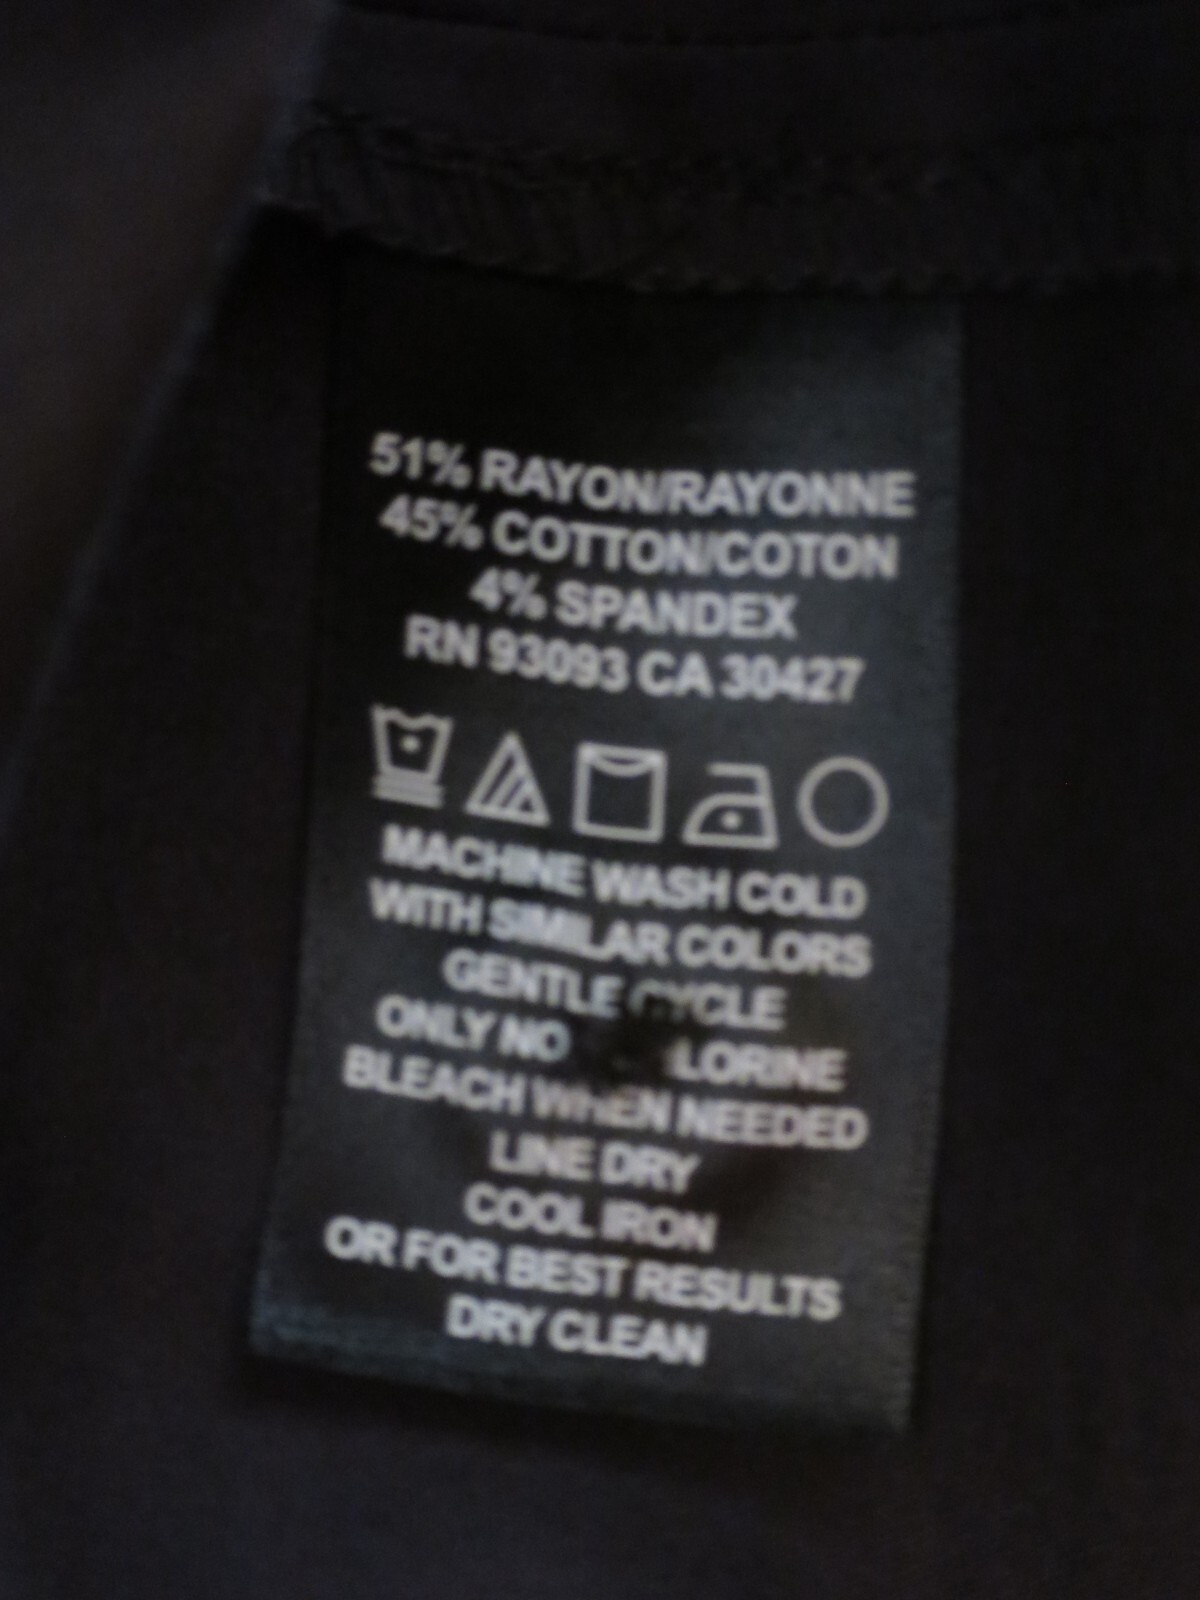 51% RAYON/RAYONNE
45% COTTON/COTON
4% SPANDEX
RN 93093 CA 30427
MACHINE WASH COLD
WITH SIMILAR COLORS
GENTLE CYCLE
ONLY NO LORINE
BLEACH WHEN NEEDED
LINE DRY
COOL IRON
OR FOR BEST RESULTS
DRY CLEAN